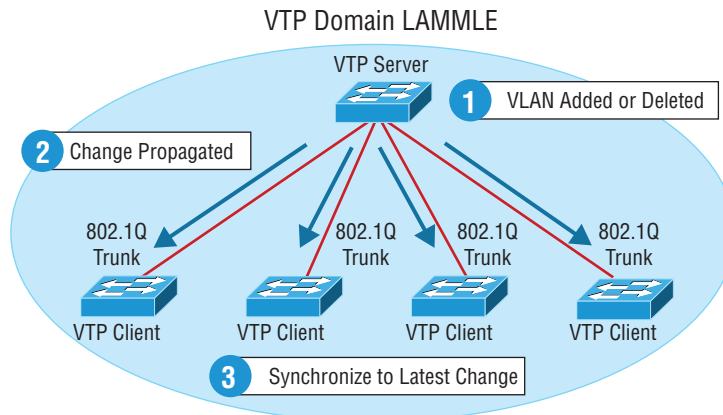 VTP Domain LAMMLE
VTP Server
1 VLAN Added or Deleted
2 Change Propagated
802.1Q
Trunk
802.1Q
Trunk
802.1Q
Trunk
802.1Q
Trunk
VTP Client
VTP Client
VTP Client
VTP Client
3 Synchronize to Latest Change